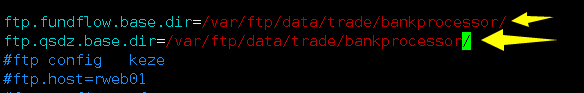 ftp.fundflow.base.dir=/var/ftp/data/trade/bankprocessor/
ftp.qsdz.base.dir=/var/ftp/data/trade/bankprocessor/
#ftp config   keze
#ftp.host=rweb01